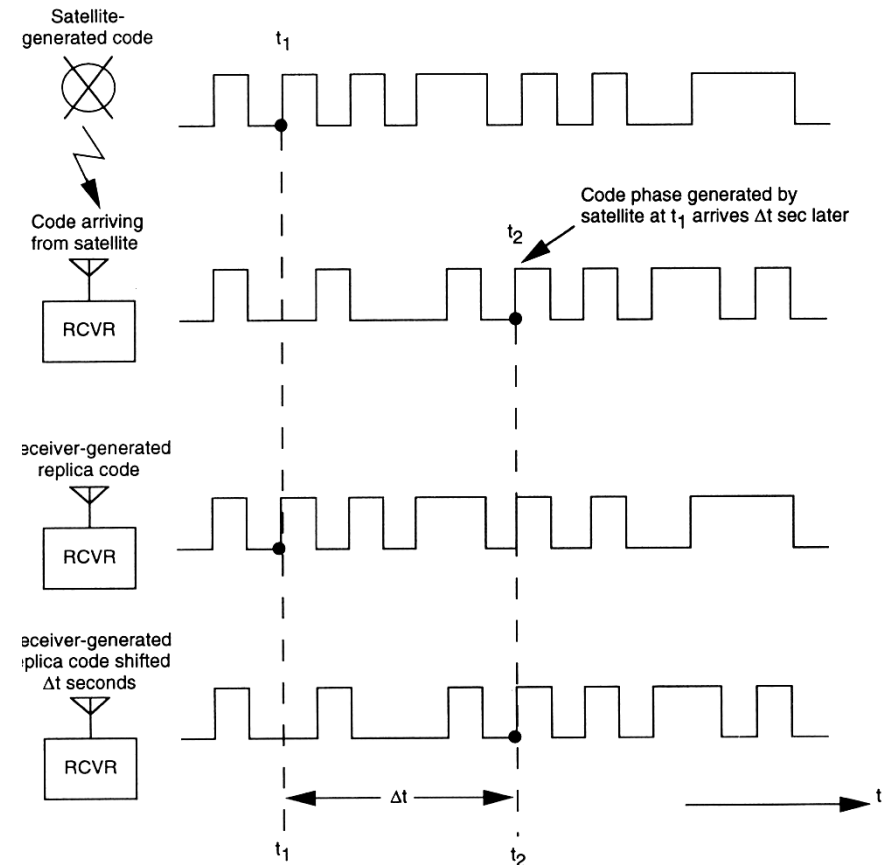 Satellite-
generated code
t1
Code arriving
from satellite
Code phase generated by
satellite at t1 arrives Δt sec later
t2
RCVR
eceiver-generated
replica code
RCVR
eceiver-generated
eplica code shifted
Δt seconds
RCVR
Δt
t
t1
t2